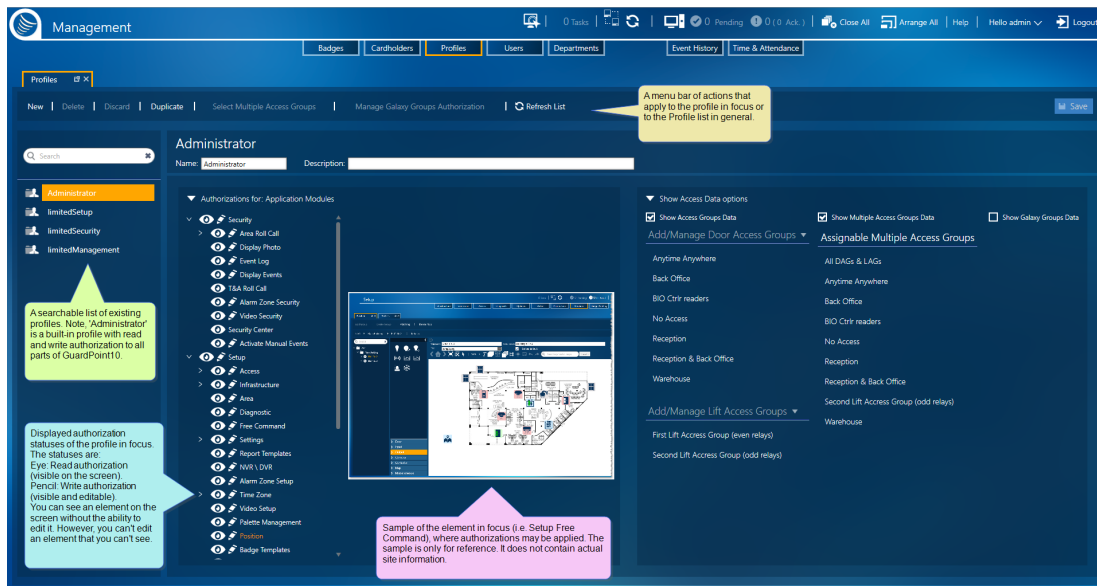 Management
0 Tasks
0 Pending
0 ( 0 Ack. )
Close All
Arrange All
Help
Hello admin
Logout
Badges
Cardholders
Profiles
Users
Departments
Event History
Time & Attendance
Profiles
New
Delete
Discard
Duplicate
Select Multiple Access Groups
Manage Galaxy Groups Authorization
Refresh List
Save
A menu bar of actions that
apply to the profile in focus or
to the Profile list in general.
Search
Administrator
limitedSetup
limitedSecurity
limitedManagement
A searchable list of existing
profiles. Note, 'Administrator'
is a built-in profile with read
and write authorization to all
parts of GuardPoint10.
Displayed authorization
statuses of the profile in focus.
The statuses are:
Eye: Read authorization
(visible on the screen).
Pencil: Write authorization
(visible and editable).
You can see an element on the
screen without the ability to
edit it. However, you can't edit
an element that you can't see.
Administrator
Name: Administrator
Description:
Authorizations for: Application Modules
Security
Area Roll Call
Display Photo
Event Log
Display Events
T&A Roll Call
Alarm Zone Security
Video Security
Security Center
Activate Manual Events
Setup
Access
Infrastructure
Area
Diagnostic
Free Command
Settings
Report Templates
NVR \ DVR
Alarm Zone Setup
Time Zone
Video Setup
Palette Management
Position
Badge Templates
Setup
Sample of the element in focus (i.e. Setup Free
Command), where authorizations may be applied. The
sample is only for reference. It does not contain actual
site information.
Show Access Data options
Show Access Groups Data
Show Multiple Access Groups Data
Show Galaxy Groups Data
Add/Manage Door Access Groups
Anytime Anywhere
Back Office
BIO Ctrlr readers
No Access
Reception
Reception & Back Office
Warehouse
Add/Manage Lift Access Groups
First Lift Access Group (even relays)
Second Lift Accress Group (odd relays)
Assignable Multiple Access Groups
All DAGs & LAGs
Anytime Anywhere
Back Office
BIO Ctrlr readers
No Access
Reception
Reception & Back Office
Second Lift Accress Group (odd relays)
Warehouse